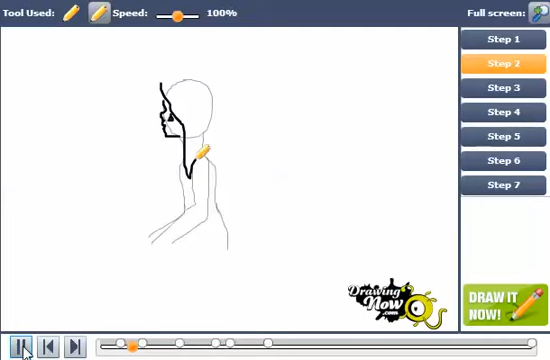 Tool Used:
Speed:
100%
Full screen:
Step 1
Step 2
Step 3
Step 4
Step 5
Step 6
Step 7
Drawing
Now
.com
DRAW IT
NOW!